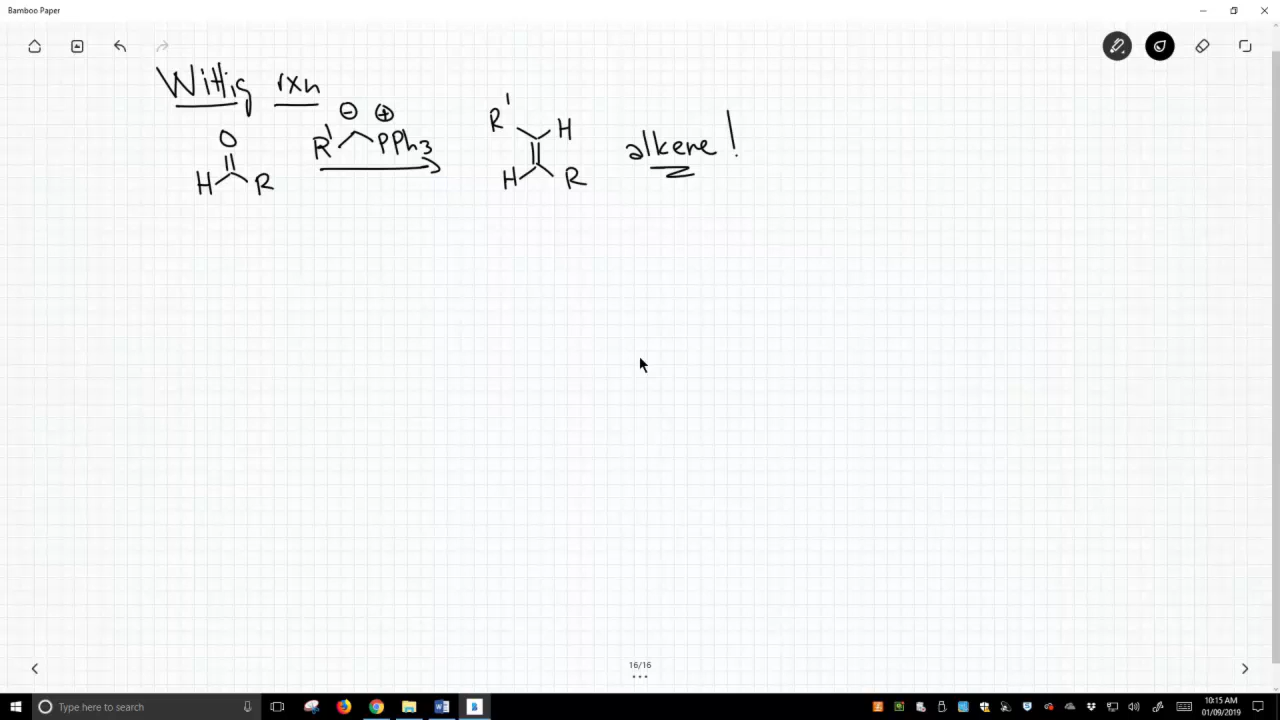 Bamboo Paper
Wittig rxn
⊖ ⊕
R' PPh3
O
H R
R' H
H R
alkene!
16/16
Type here to search
10:15 AM
01/09/2019